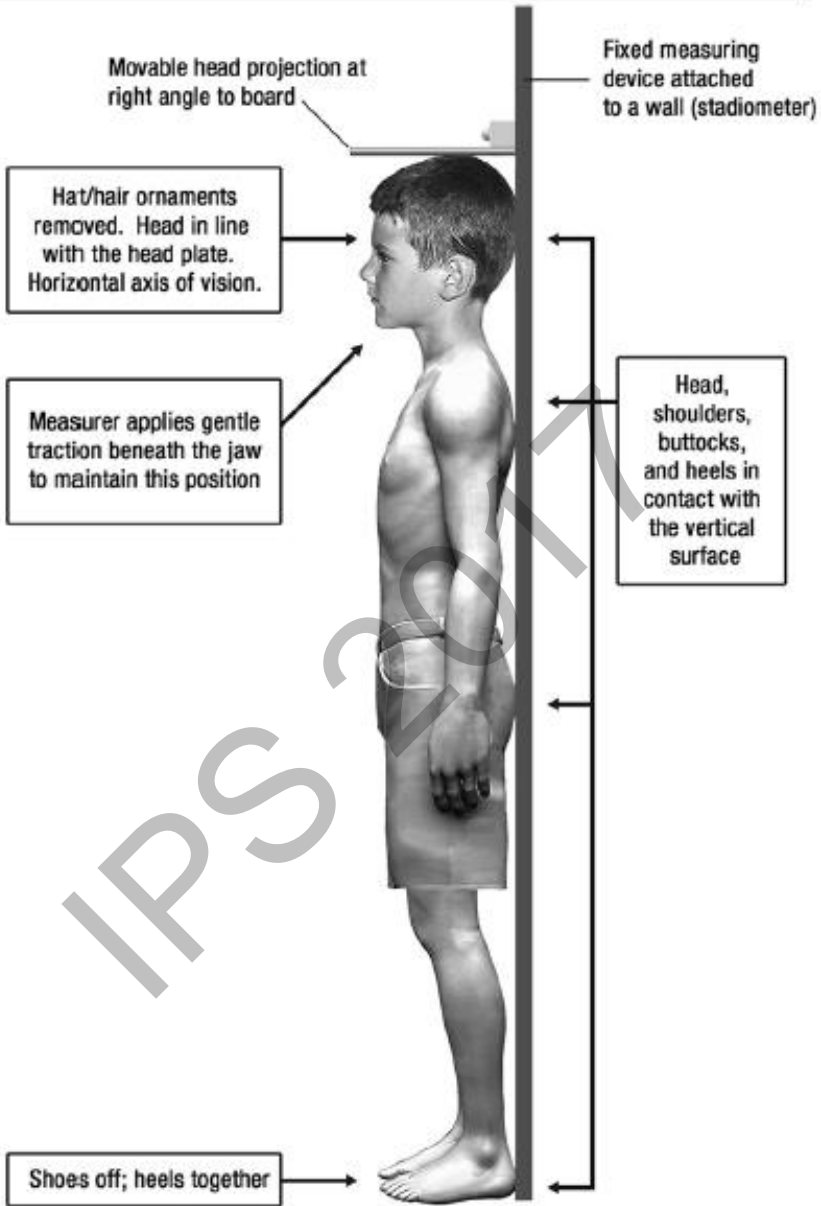 Movable head projection at
right angle to board
Fixed measuring
device attached
to a wall (stadiometer)
Hat/hair ornaments
removed. Head in line
with the head plate.
Horizontal axis of vision.
Measurer applies gentle
traction beneath the jaw
to maintain this position
Head,
shoulders,
buttocks,
and heels in
contact with
the vertical
surface
Shoes off; heels together
IPS 2017